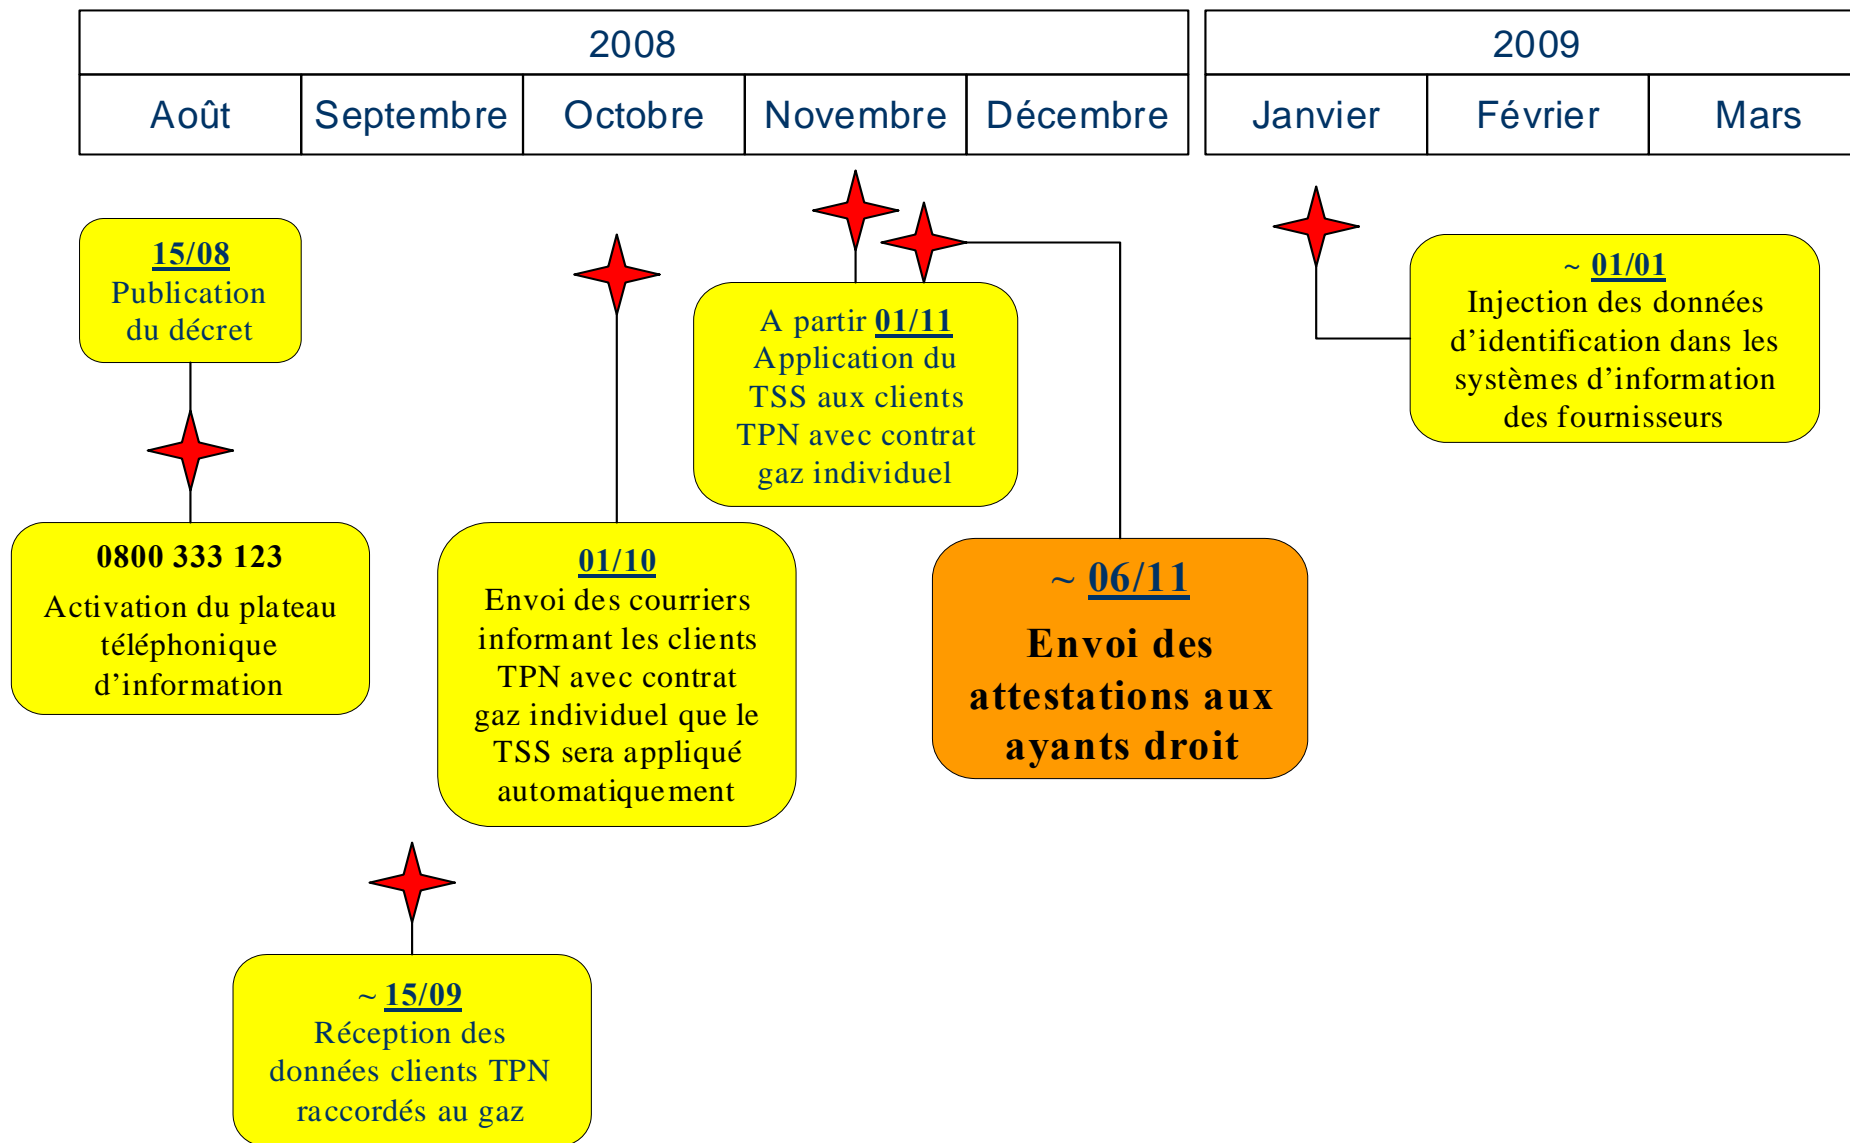 2008
2009
Août
Septembre
Octobre
Novembre
Décembre
Janvier
Février
Mars
15/08
Publication
du décret
0800 333 123
Activation du plateau
téléphonique
d’information
~ 15/09
Réception des
données clients TPN
raccordés au gaz
01/10
Envoi des courriers
informant les clients
TPN avec contrat
gaz individuel que le
TSS sera appliqué
automatiquement
A partir 01/11
Application du
TSS aux clients
TPN avec contrat
gaz individuel
~ 06/11
Envoi des
attestations aux
ayants droit
~ 01/01
Injection des données
d’identification dans les
systèmes d’information
des fournisseurs